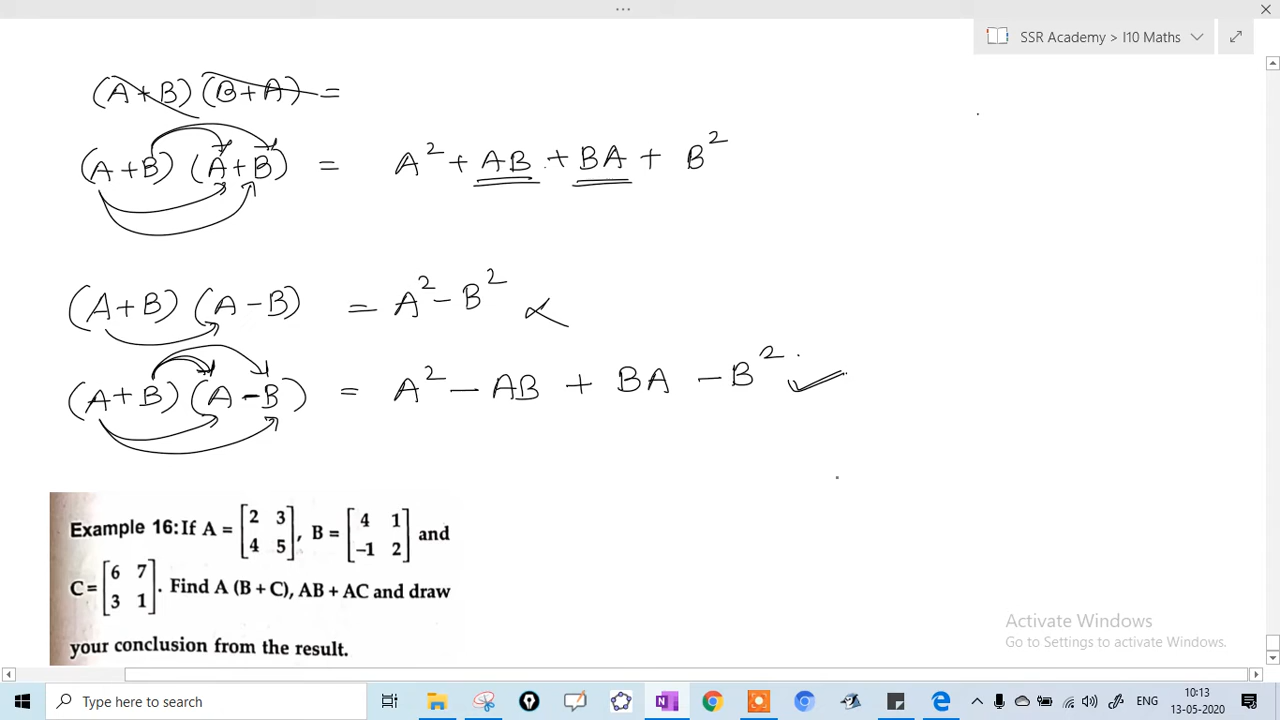 SSR Academy > I10 Maths
(A+B) (B+A) =
(A+B) (A+B) = A² + AB + BA + B²
(A+B) (A-B) = A² - B² ×
(A+B) (A-B) = A² - AB + BA - B² ✓
Example 16: If A = [2 3; 4 5], B = [4 1; -1 2] and
C = [6 7; 3 1]. Find A (B + C), AB + AC and draw
your conclusion from the result.
Activate Windows
Go to Settings to activate Windows.
Type here to search
10:13
13-05-2020